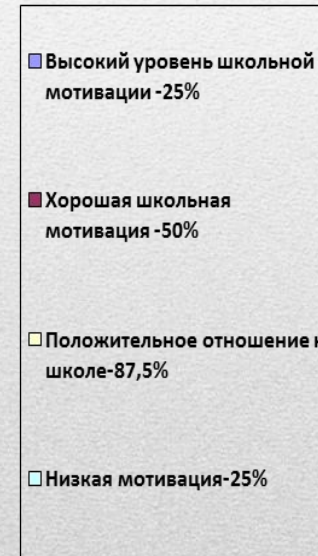 Высокий уровень школьной
мотивации -25%
Хорошая школьная
мотивация -50%
Положительное отношение к
школе-87,5%
Низкая мотивация-25%